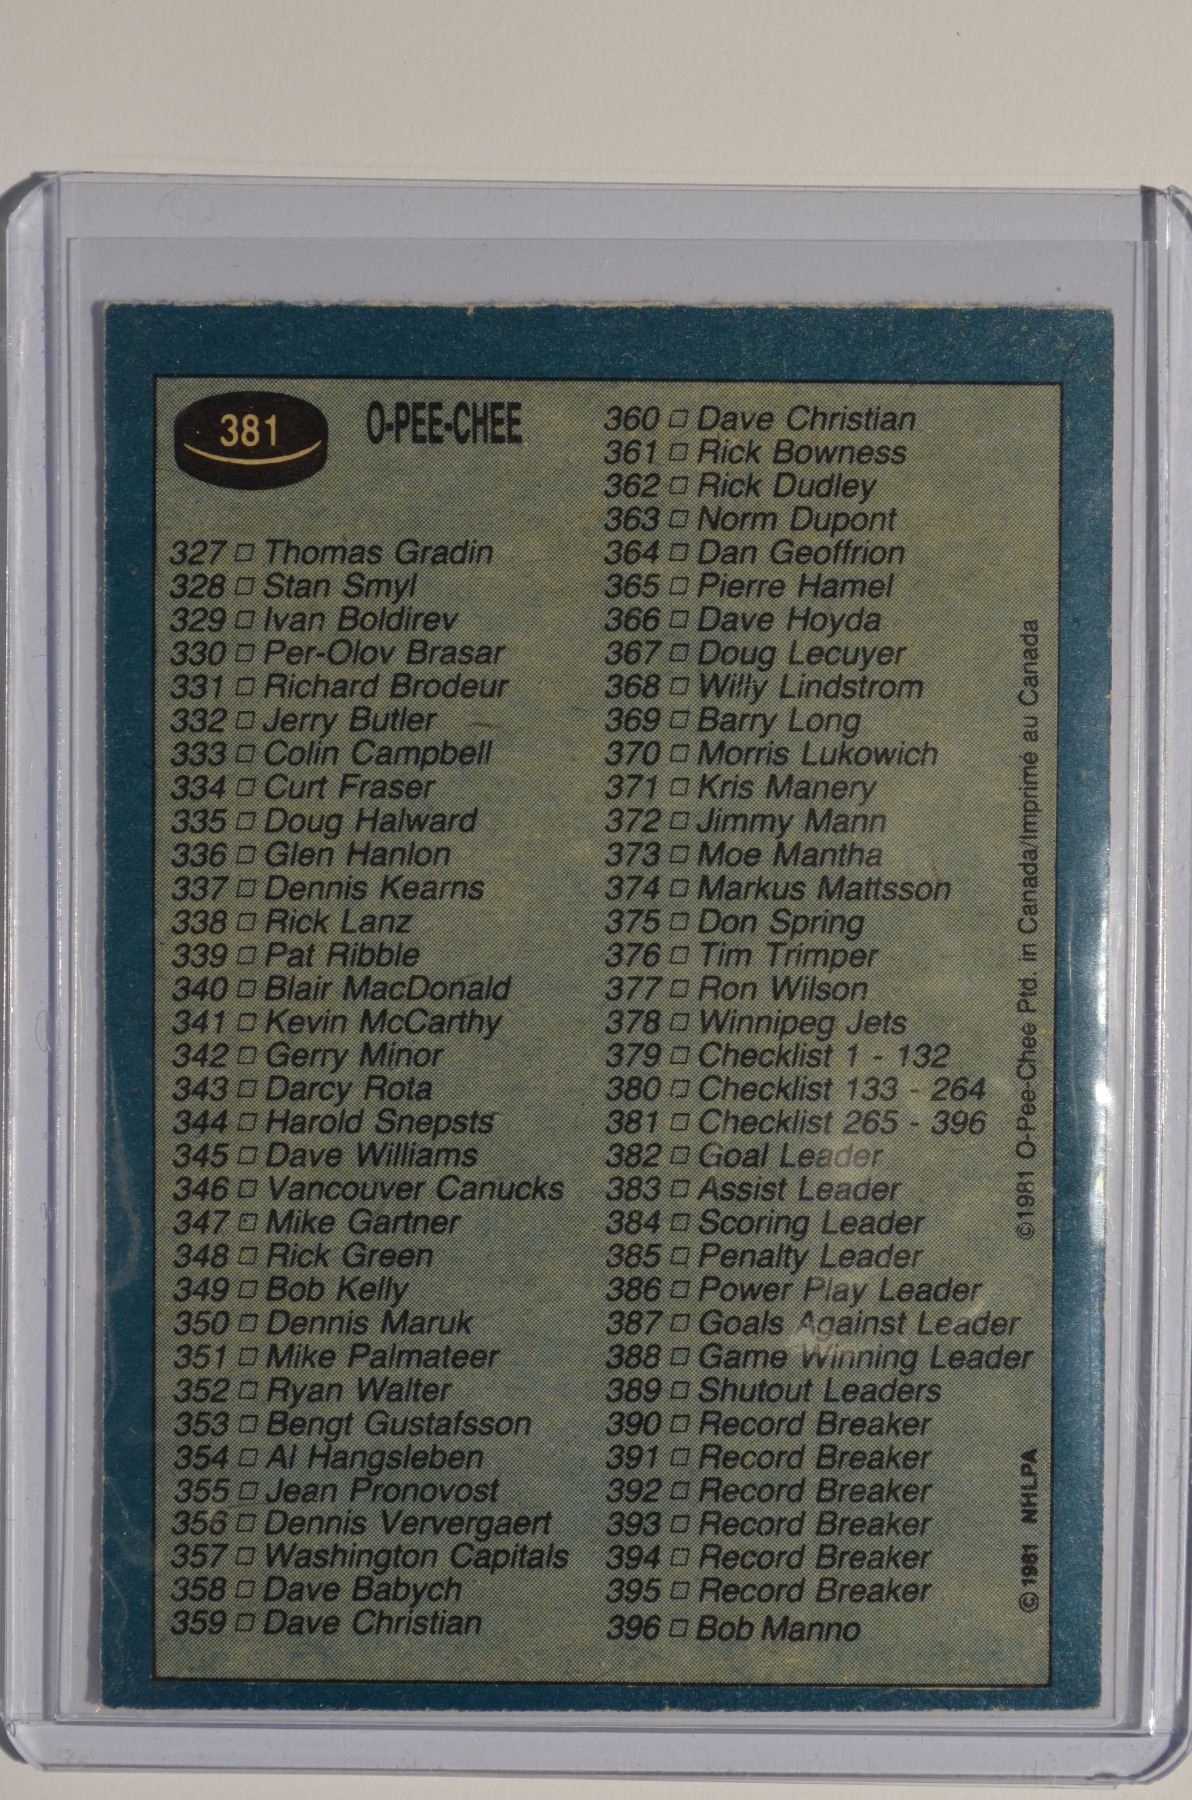 381
O-PEE-CHEE
327 □ Thomas Gradin
328 □ Stan Smyl
329 □ Ivan Boldirev
330 □ Per-Olov Brasar
331 □ Richard Brodeur
332 □ Jerry Butler
333 □ Colin Campbell
334 □ Curt Fraser
335 □ Doug Halward
336 □ Glen Hanlon
337 □ Dennis Kearns
338 □ Rick Lanz
339 □ Pat Ribble
340 □ Blair MacDonald
341 □ Kevin McCarthy
342 □ Gerry Minor
343 □ Darcy Rota
344 □ Harold Snepsts
345 □ Dave Williams
346 □ Vancouver Canucks
347 □ Mike Gartner
348 □ Rick Green
349 □ Bob Kelly
350 □ Dennis Maruk
351 □ Mike Palmateer
352 □ Ryan Walter
353 □ Bengt Gustafsson
354 □ Al Hangsleben
355 □ Jean Pronovost
356 □ Dennis Ververgaert
357 □ Washington Capitals
358 □ Dave Babych
359 □ Dave Christian
360 □ Dave Christian
361 □ Rick Bowness
362 □ Rick Dudley
363 □ Norm Dupont
364 □ Dan Geoffrion
365 □ Pierre Hamel
366 □ Dave Hoyda
367 □ Doug Lecuyer
368 □ Willy Lindstrom
369 □ Barry Long
370 □ Morris Lukowich
371 □ Kris Manery
372 □ Jimmy Mann
373 □ Moe Mantha
374 □ Markus Mattsson
375 □ Don Spring
376 □ Tim Trimper
377 □ Ron Wilson
378 □ Winnipeg Jets
379 □ Checklist 1 - 132
380 □ Checklist 133 - 264
381 □ Checklist 265 - 396
382 □ Goal Leader
383 □ Assist Leader
384 □ Scoring Leader
385 □ Penalty Leader
386 □ Power Play Leader
387 □ Goals Against Leader
388 □ Game Winning Leader
389 □ Shutout Leaders
390 □ Record Breaker
391 □ Record Breaker
392 □ Record Breaker
393 □ Record Breaker
394 □ Record Breaker
395 □ Record Breaker
396 □ Bob Manno
© 1981 NHLPA
©1981 O-Pee-Chee Ptd. in Canada/Imprimé au Canada